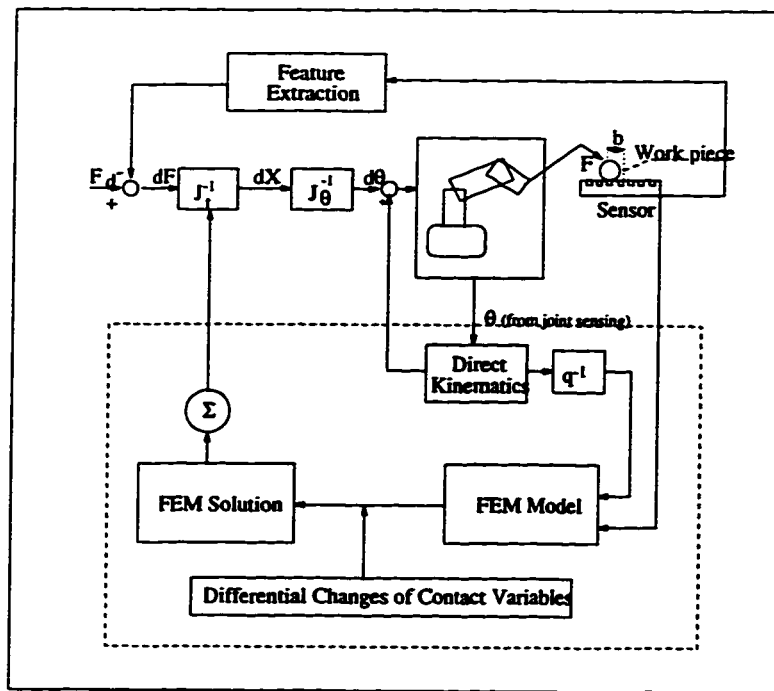 Feature
Extraction
b
Work piece
F
F d -
+
dF
J -1
dX
J θ -1
dθ
-
Sensor
θ (from joint sensing)
Direct
Kinematics
q -1
Σ
FEM Solution
FEM Model
Differential Changes of Contact Variables